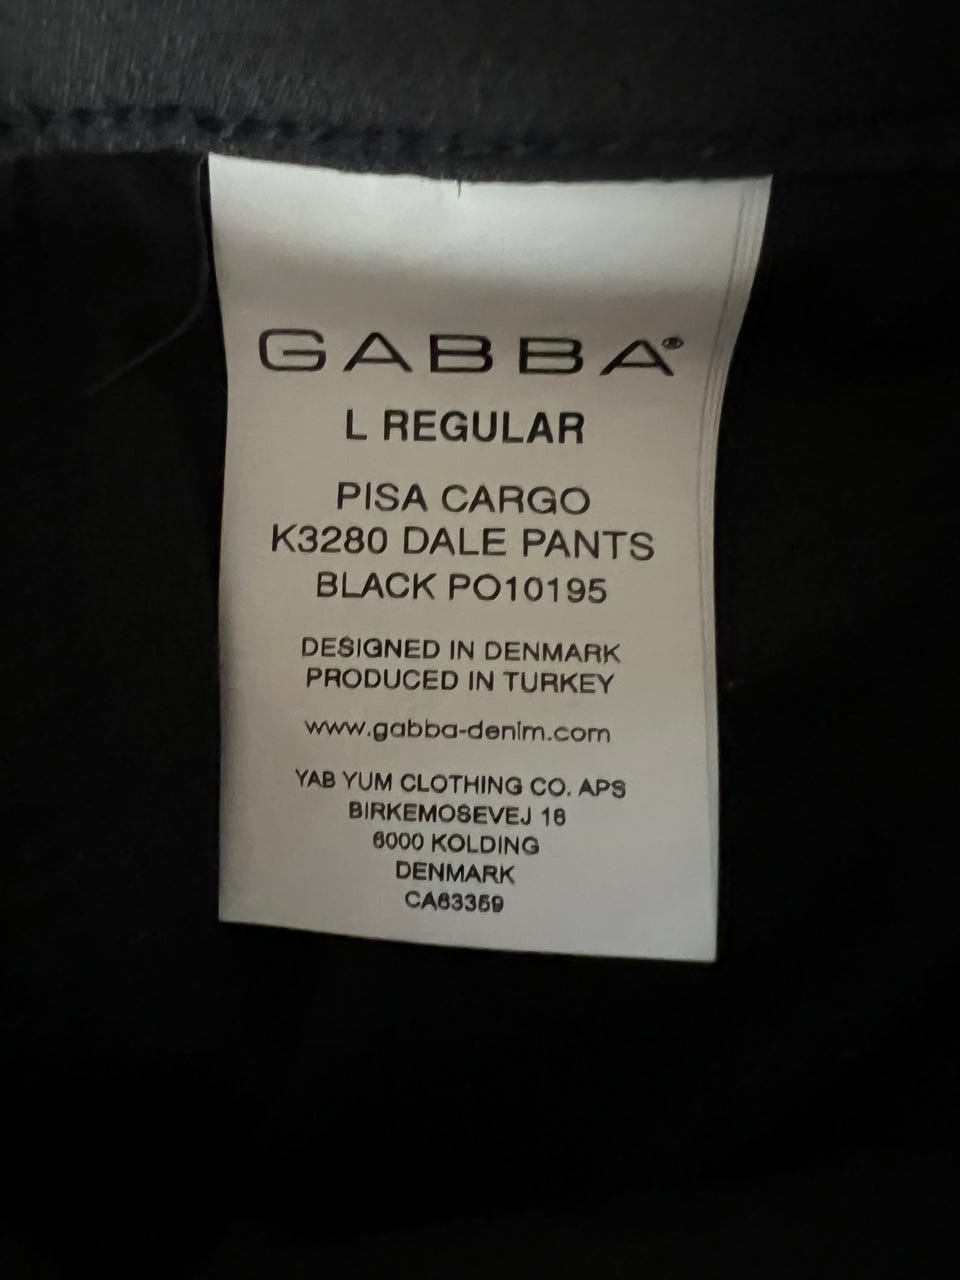 GABBA®
L REGULAR
PISA CARGO
K3280 DALE PANTS
BLACK PO10195
DESIGNED IN DENMARK
PRODUCED IN TURKEY
www.gabba-denim.com
YAB YUM CLOTHING CO. APS
BIRKEMOSEVEJ 18
6000 KOLDING
DENMARK
CA63359